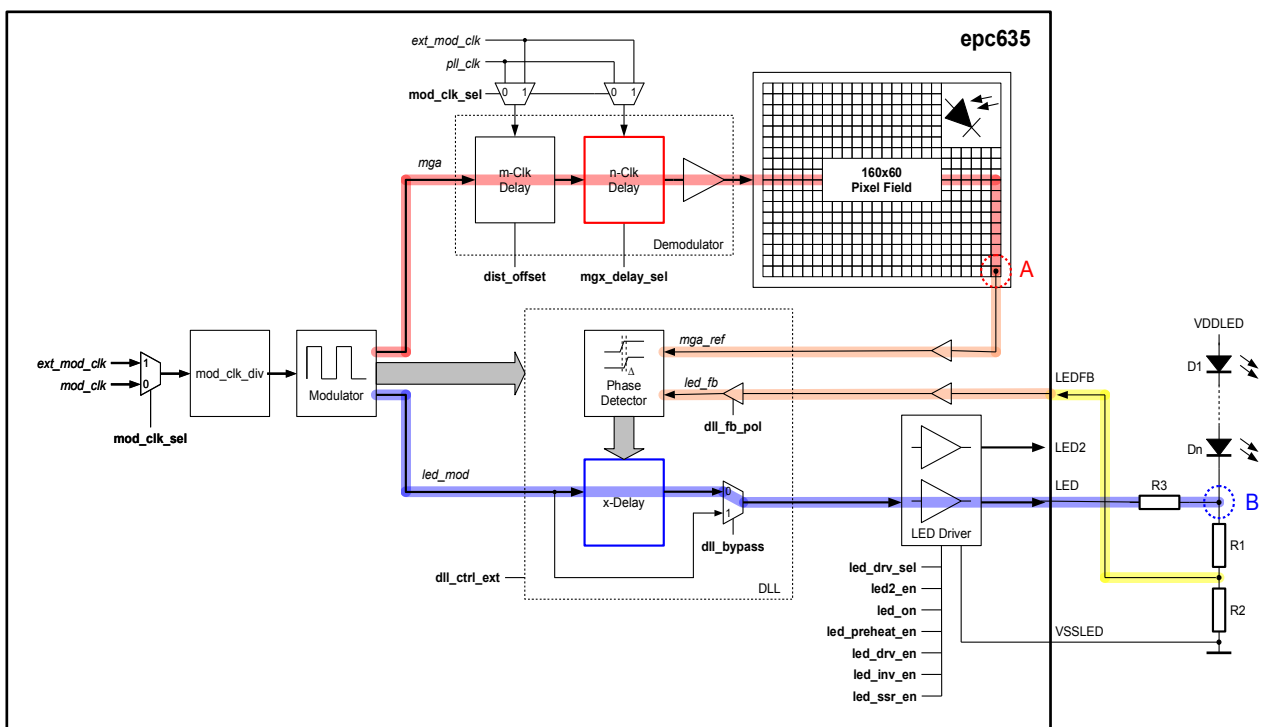 epc635
ext_mod_clk
pll_clk
mod_clk_sel
0 1
0 1
mga
m-Clk
Delay
n-Clk
Delay
Demodulator
dist_offset
mgx_delay_sel
160x60
Pixel Field
A
ext_mod_clk
mod_clk
1
0
mod_clk_sel
mod_clk_div
Modulator
Δ
Phase
Detector
mga_ref
led_fb
dll_fb_pol
led_mod
x-Delay
0
1
dll_bypass
dll_ctrl_ext
DLL
LED Driver
led_drv_sel
led2_en
led_on
led_preheat_en
led_drv_en
led_inv_en
led_ssr_en
VDDLED
D1
LEDFB
Dn
LED2
LED
R3
B
R1
R2
VSSLED